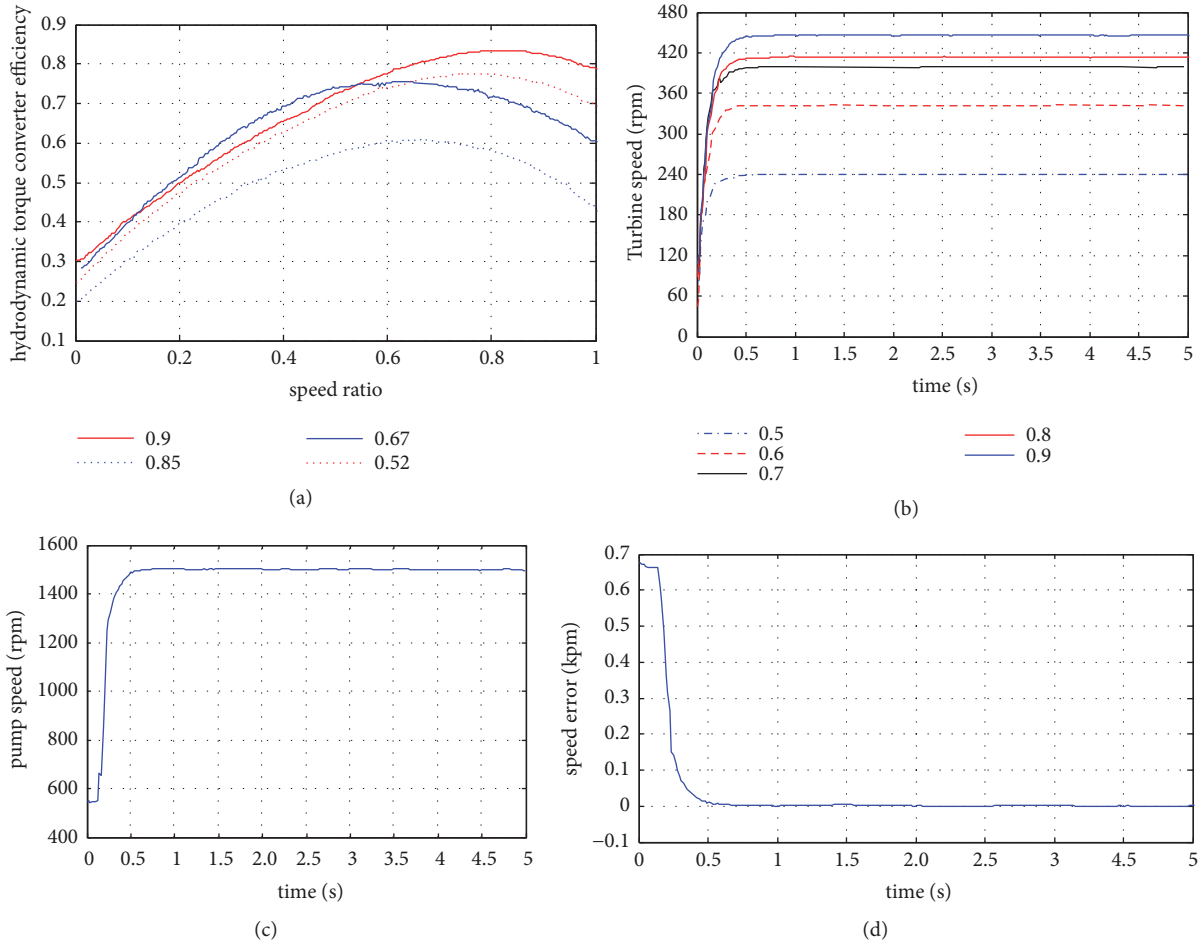 hydrodynamic torque converter efficiency
0.9
0.8
0.7
0.6
0.5
0.4
0.3
0.2
0.1
0 0.2 0.4 0.6 0.8 1
speed ratio
0.9 0.67
0.85 0.52
(a)
Turbine speed (rpm)
480
420
360
300
240
180
120
60
0
0 0.5 1 1.5 2 2.5 3 3.5 4 4.5 5
time (s)
0.5 0.8
0.6 0.9
0.7
(b)
pump speed (rpm)
1600
1400
1200
1000
800
600
400
0 0.5 1 1.5 2.0 2.5 3 3.5 4 4.5 5
time (s)
(c)
speed error (kpm)
0.7
0.6
0.5
0.4
0.3
0.2
0.1
0
−0.1
0 0.5 1 1.5 2.0 2.5 3 3.5 4.5 5
time (s)
(d)